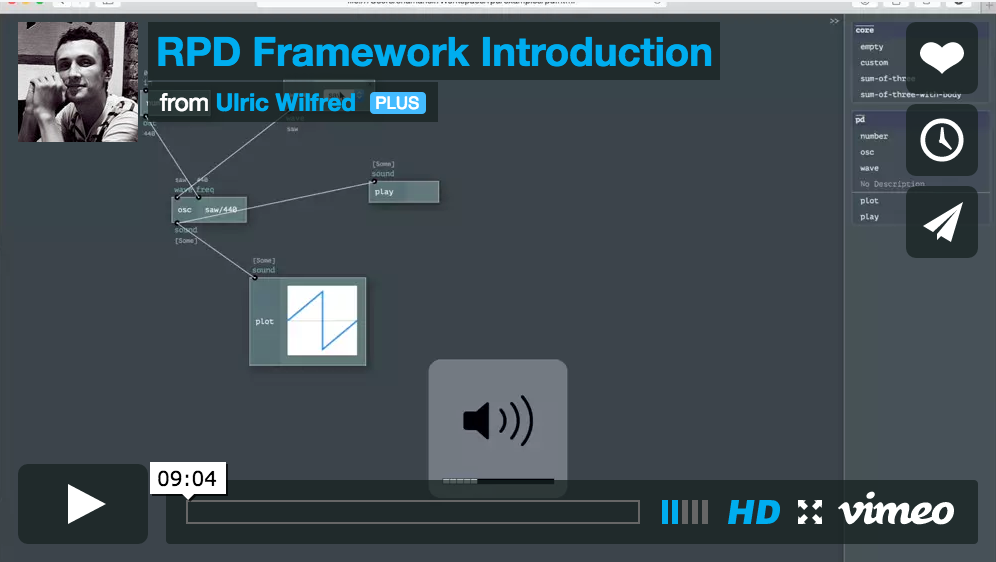 RPD Framework Introduction
from Ulric Wilfred PLUS
>>
core
empty
custom
sum-of-three
sum-of-three-with-body
pd
number
osc
wave
No Description
plot
play
440
saw
saw 440
wave freq
osc saw/440
sound
[Some]
[Some]
sound
play
[Some]
sound
plot
09:04
HD
vimeo